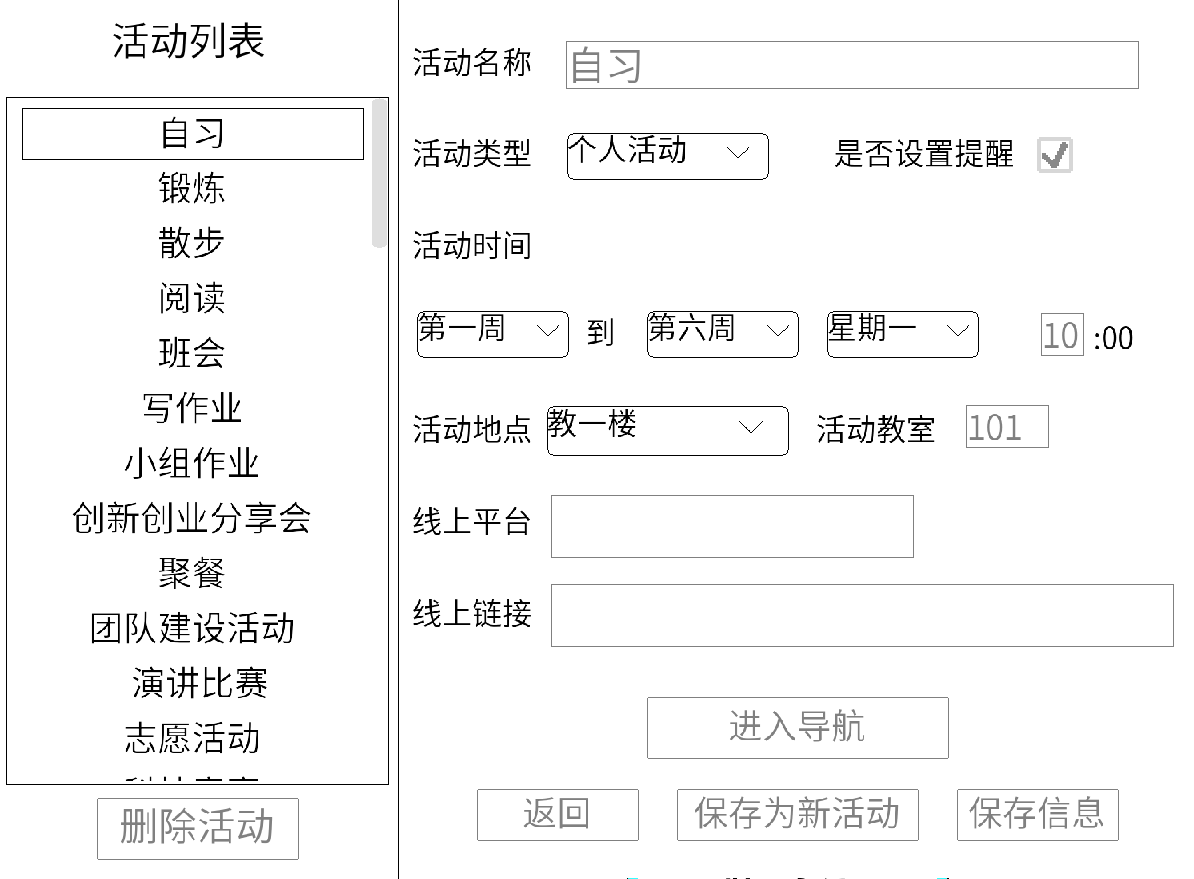 活动列表
自习
锻炼
散步
阅读
班会
写作业
小组作业
创新创业分享会
聚餐
团队建设活动
演讲比赛
志愿活动
删除活动
活动名称 自习
活动类型 个人活动 是否设置提醒
活动时间
第一周 到 第六周 星期一 10 :00
活动地点 教一楼 活动教室 101
线上平台
线上链接
进入导航
返回 保存为新活动 保存信息